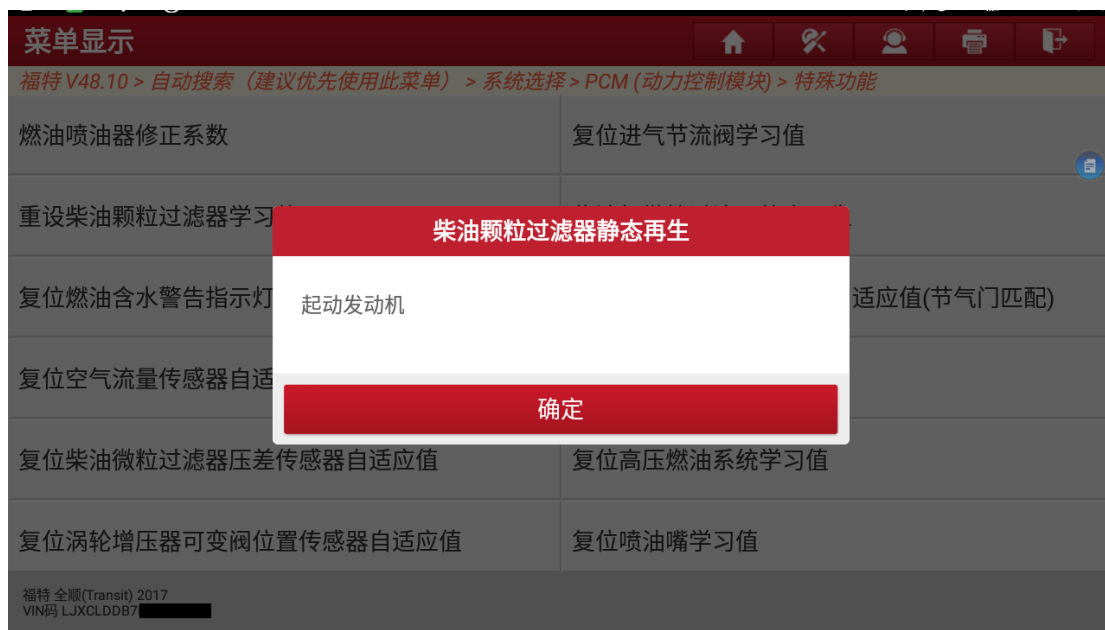 菜单显示
福特 V48.10 > 自动搜索（建议优先使用此菜单） > 系统选择 > PCM (动力控制模块) > 特殊功能
燃油喷油器修正系数
复位进气节流阀学习值
重设柴油颗粒过滤器学习
柴油颗粒过滤器静态再生
复位燃油含水警告指示灯
起动发动机
适应值(节气门匹配)
复位空气流量传感器自适
确定
复位柴油微粒过滤器压差传感器自适应值
复位高压燃油系统学习值
复位涡轮增压器可变阀位置传感器自适应值
复位喷油嘴学习值
福特 全顺(Transit) 2017
VIN码 LJXCLDDB7